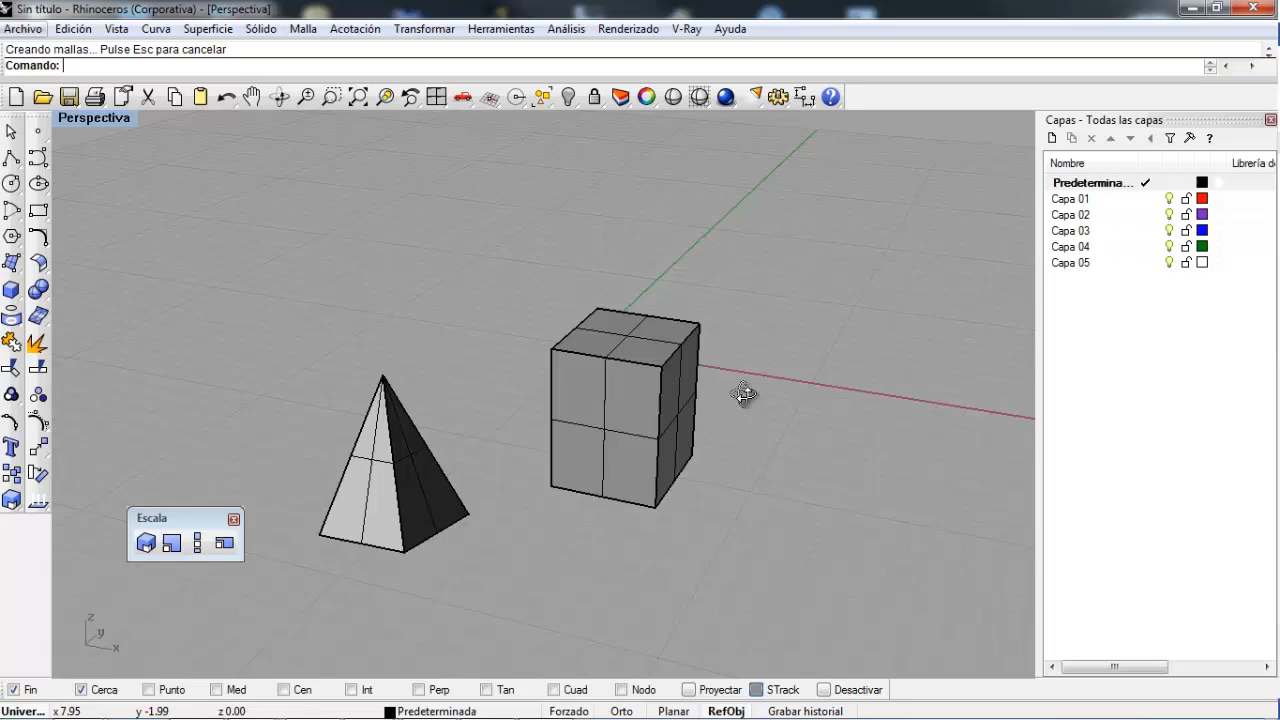 Sin título - Rhinoceros (Corporativa) - [Perspectiva]
Archivo Edición Vista Curva Superficie Sólido Malla Acotación Transformar Herramientas Análisis Renderizado V-Ray Ayuda
Creando mallas... Pulse Esc para cancelar
Comando:
Perspectiva
Capas - Todas las capas
Nombre Librería de
Predetermina...
Capa 01
Capa 02
Capa 03
Capa 04
Capa 05
Escala
z
y
x
Fin Cerca Punto Med Cen Int Perp Tan Cuad Nodo Proyectar STrack Desactivar
Univer... x 7.95 y -1.99 z 0.00 Predeterminada Forzado Orto Planar RefObj Grabar historial